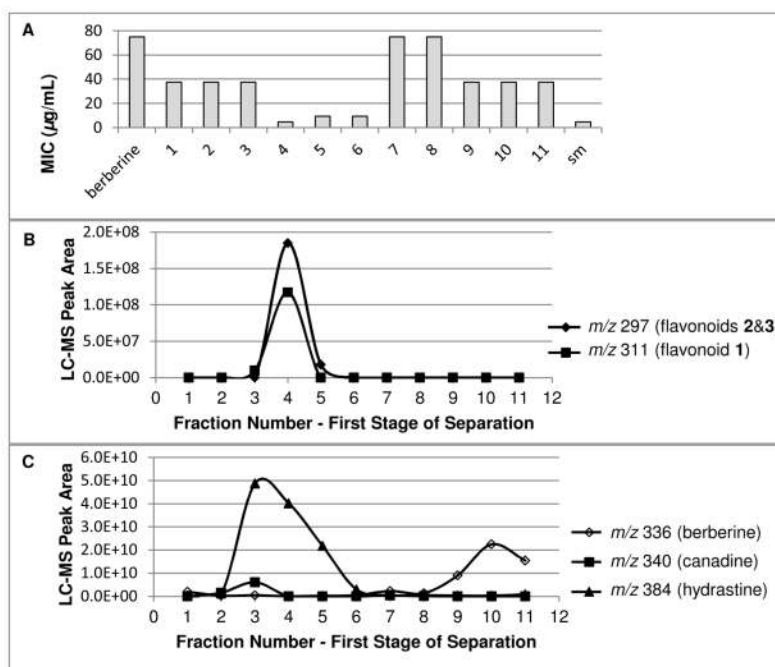 A
MIC (µg/mL)
80
60
40
20
0
berberine 1 2 3 4 5 6 7 8 9 10 11 sm
B
LC-MS Peak Area
2.0E+08
1.5E+08
1.0E+08
5.0E+07
0.0E+00
0 1 2 3 4 5 6 7 8 9 10 11 12
Fraction Number - First Stage of Separation
m/z 297 (flavonoids 2&3
m/z 311 (flavonoid 1)
C
LC-MS Peak Area
6.0E+10
5.0E+10
4.0E+10
3.0E+10
2.0E+10
1.0E+10
0.0E+00
0 1 2 3 4 5 6 7 8 9 10 11 12
Fraction Number - First Stage of Separation
m/z 336 (berberine)
m/z 340 (canadine)
m/z 384 (hydrastine)